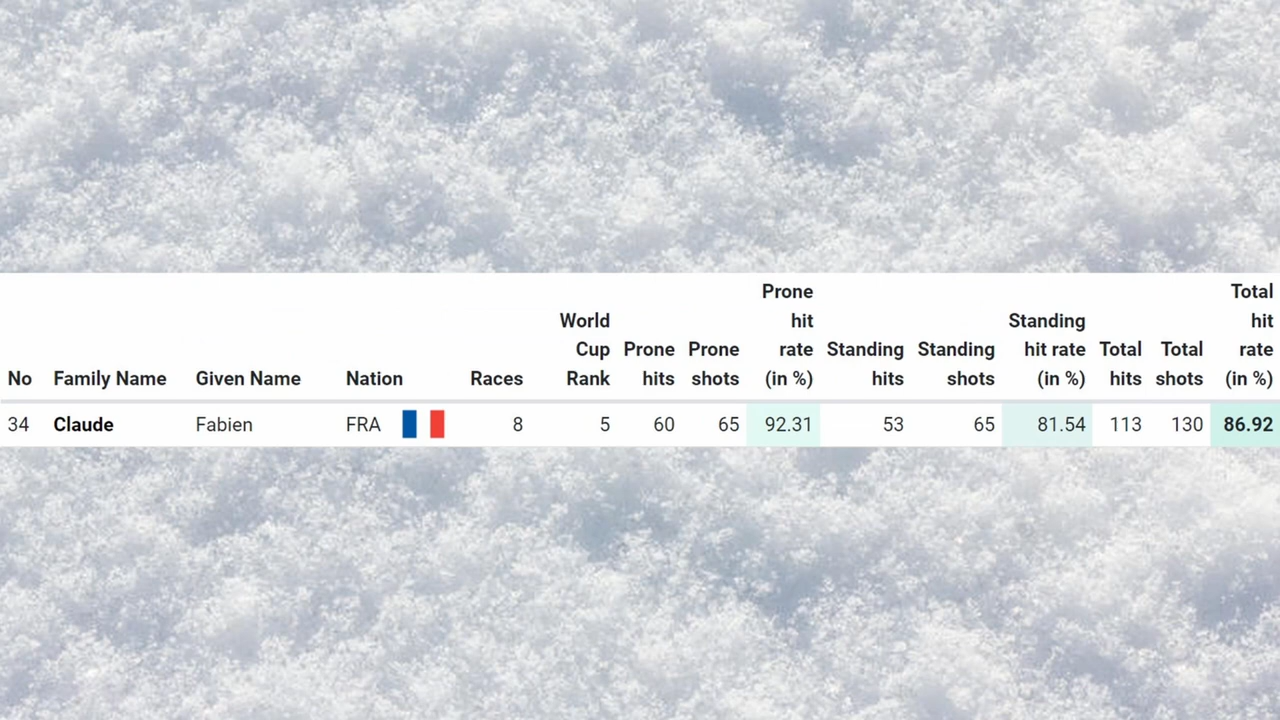 Prone Total
World hit Standing hit
Cup Prone Prone rate Standing Standing hit rate Total Total rate
No Family Name Given Name Nation Races Rank hits shots (in %) hits shots (in %) hits shots (in %)
34 Claude Fabien FRA 8 5 60 65 92.31 53 65 81.54 113 130 86.92